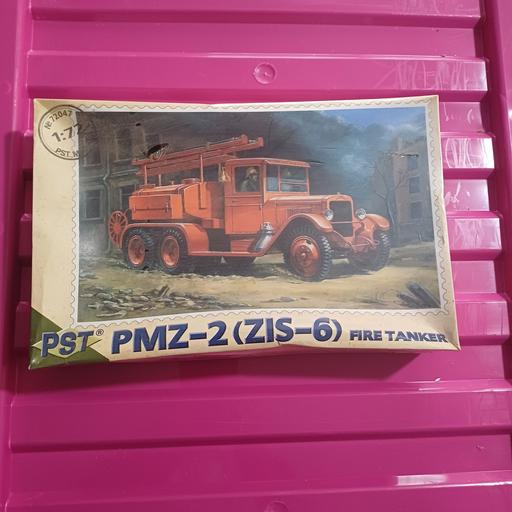 №72047
1:72
PST
PST® PMZ-2 (ZIS-6) FIRE TANKER